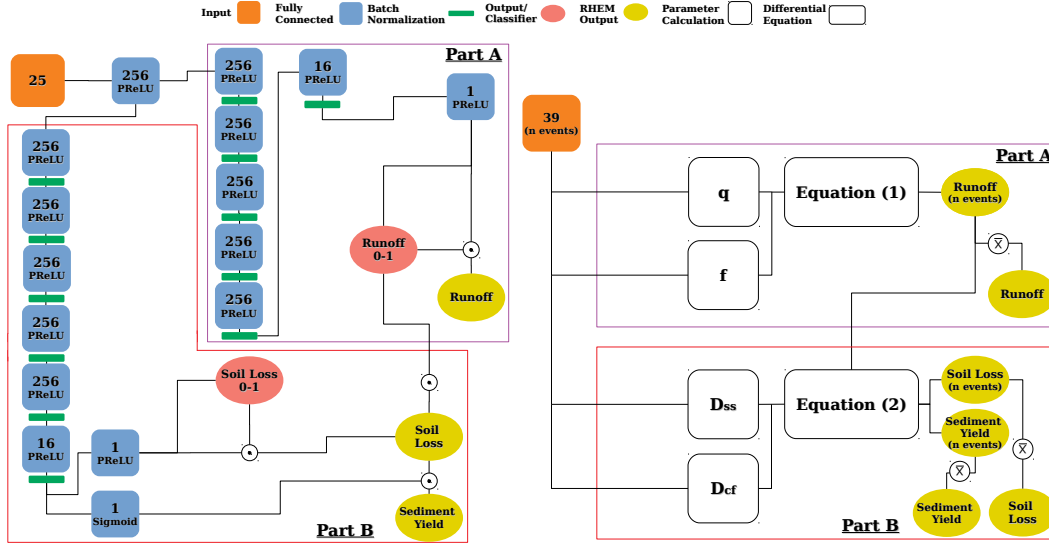 Input
Fully
Connected
Batch
Normalization
Output/
Classifier
RHEM
Output
Parameter
Calculation
Differential
Equation
Part A
25
256
PReLU
256
PReLU
16
PReLU
1
PReLU
256
PReLU
256
PReLU
256
PReLU
256
PReLU
Runoff
0-1
Runoff
256
PReLU
256
PReLU
256
PReLU
256
PReLU
256
PReLU
16
PReLU
1
PReLU
1
Sigmoid
Soil Loss
0-1
Soil
Loss
Sediment
Yield
Part B
39
(n events)
Part A
q
f
Equation (1)
Runoff
(n events)
x̅
Runoff
Dss
Dcf
Equation (2)
Soil Loss
(n events)
Sediment
Yield
(n events)
x̅
x̅
Sediment
Yield
Soil
Loss
Part B